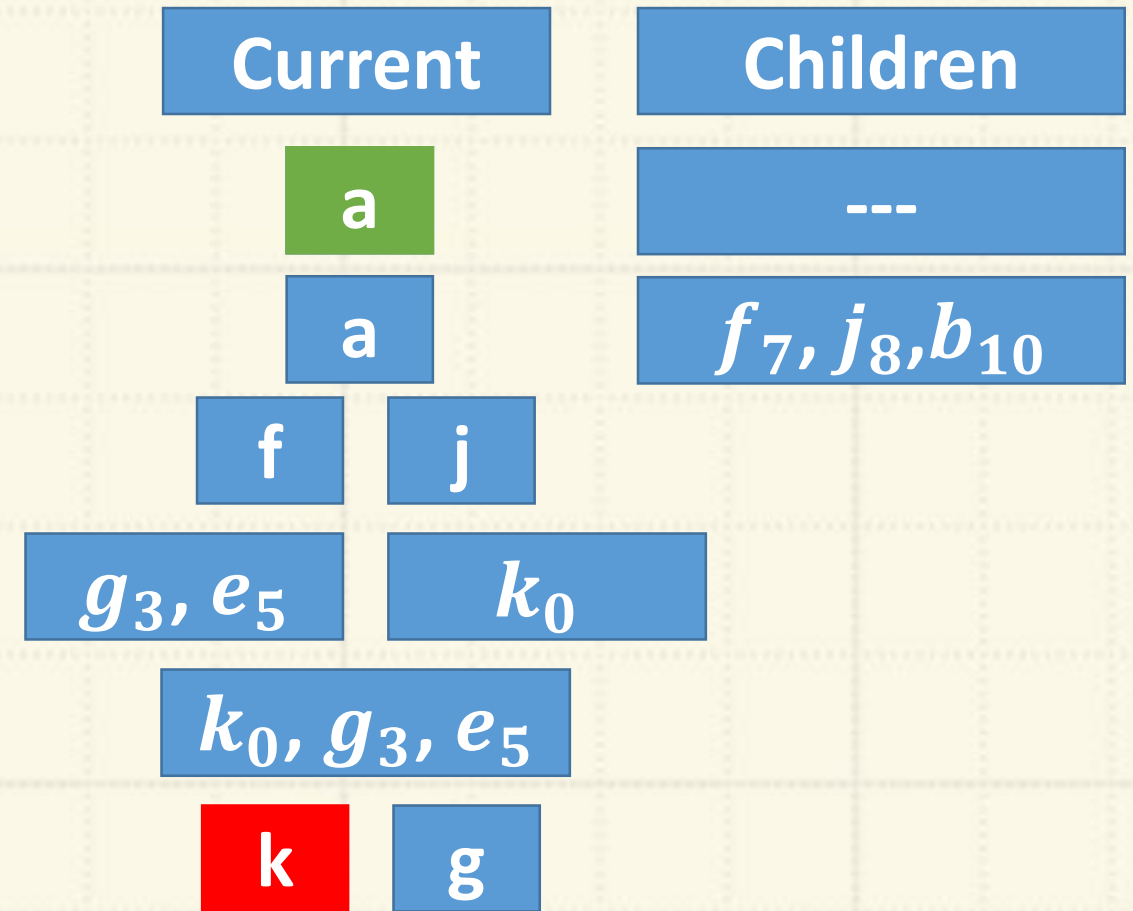 Current Children
a ---
a f₇, j₈,b₁₀
f j
g₃, e₅ k₀
k₀, g₃, e₅
k g